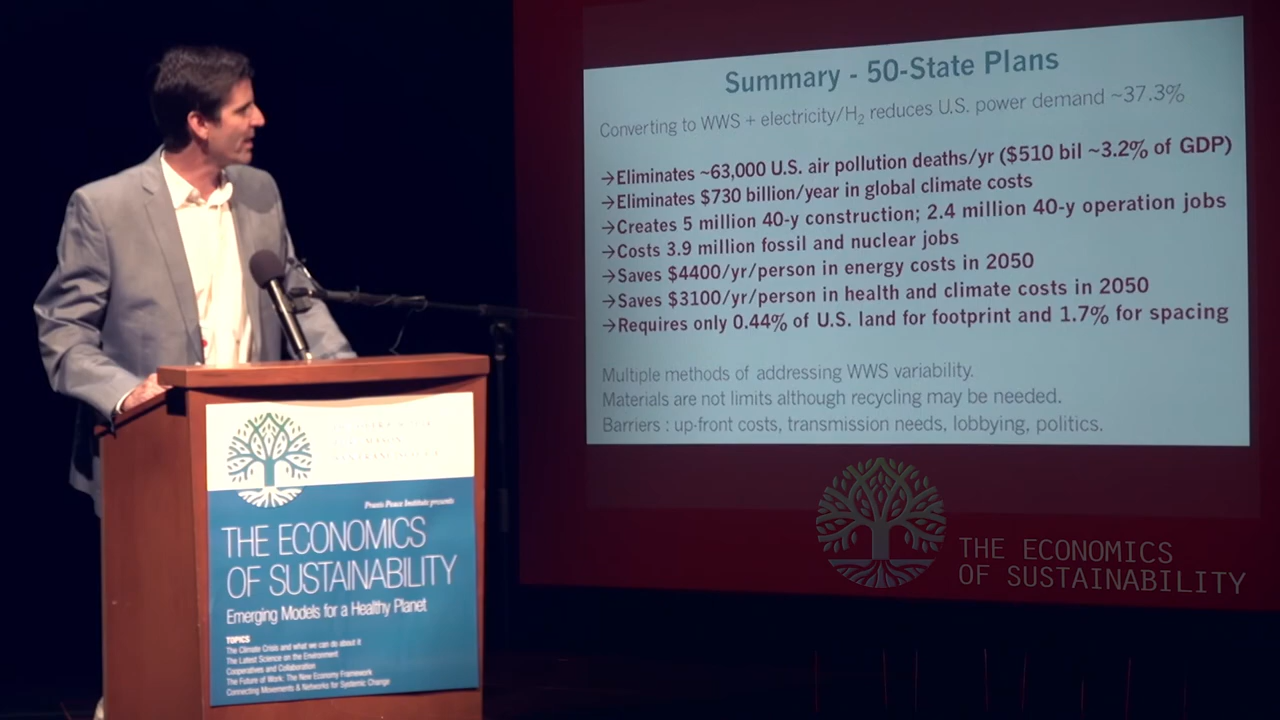 Summary - 50-State Plans
Converting to WWS + electricity/H₂ reduces U.S. power demand ~37.3%
→Eliminates ~63,000 U.S. air pollution deaths/yr ($510 bil ~3.2% of GDP)
→Eliminates $730 billion/year in global climate costs
→Creates 5 million 40-y construction; 2.4 million 40-y operation jobs
→Costs 3.9 million fossil and nuclear jobs
→Saves $4400/yr/person in energy costs in 2050
→Saves $3100/yr/person in health and climate costs in 2050
→Requires only 0.44% of U.S. land for footprint and 1.7% for spacing
Multiple methods of addressing WWS variability.
Materials are not limits although recycling may be needed.
Barriers : up-front costs, transmission needs, lobbying, politics.
Praxis Peace Institute presents
THE ECONOMICS
OF SUSTAINABILITY
Emerging Models for a Healthy Planet
TOPICS
The Climate Crisis and what we can do about it
The Latest Science on the Environment
Cooperatives and Collaboration
The Future of Work: The New Economy Framework
Connecting Movements & Networks for Systemic Change
THE ECONOMICS
OF SUSTAINABILITY